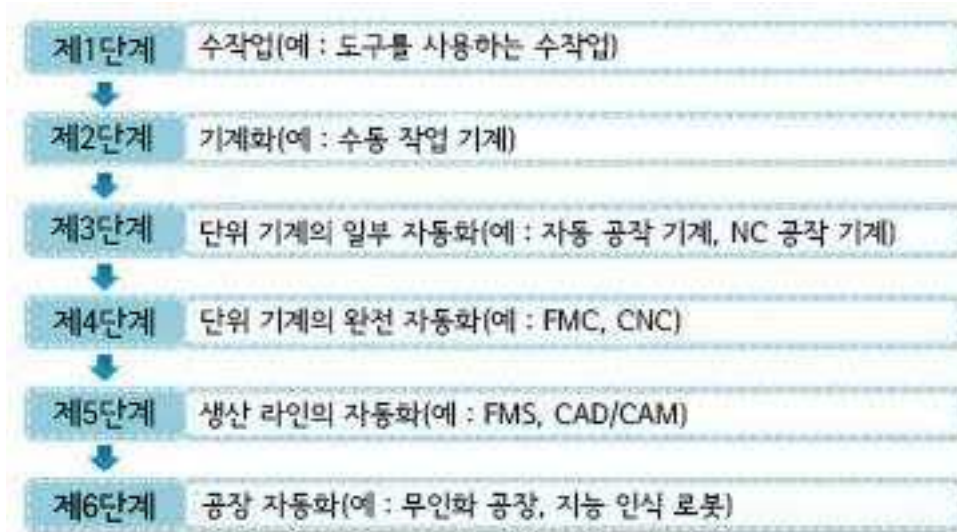 제1단계 수작업(예 : 도구를 사용하는 수작업)
제2단계 기계화(예 : 수동 작업 기계)
제3단계 단위 기계의 일부 자동화(예 : 자동 공작 기계, NC 공작 기계)
제4단계 단위 기계의 완전 자동화(예 : FMC, CNC)
제5단계 생산 라인의 자동화(예 : FMS, CAD/CAM)
제6단계 공장 자동화(예 : 무인화 공장, 지능 인식 로봇)